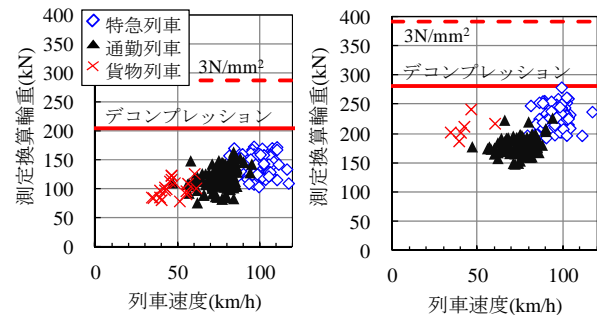 400
350
300
250
200
150
100
50
0
測定換算輪重(kN)
特急列車
通勤列車
貨物列車
3N/mm²
デコンプレッション
0 50 100
列車速度(km/h)
400
350
300
250
200
150
100
50
0
測定換算輪重(kN)
3N/mm²
デコンプレッション
0 50 100
列車速度(km/h)